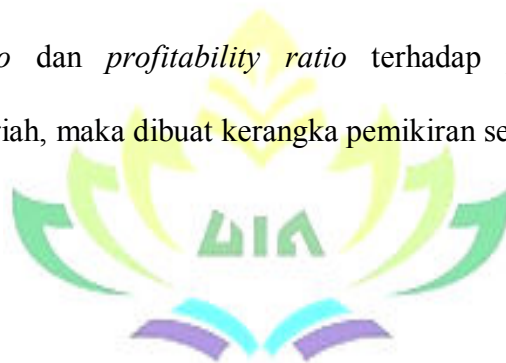 o dan profitability ratio terhadap
iah, maka dibuat kerangka pemikiran se
UIN